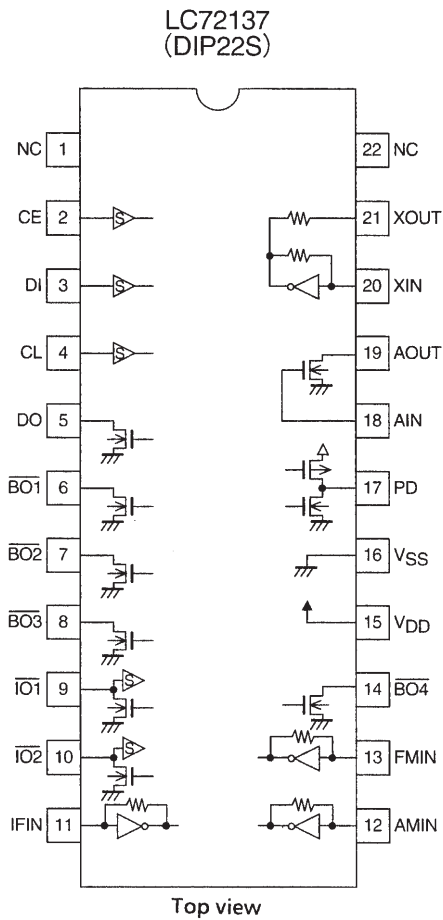 LC72137
(DIP22S)
NC 1 22 NC
CE 2 S 21 XOUT
DI 3 S 20 XIN
CL 4 S 19 AOUT
DO 5 18 AIN
BO1 6 17 PD
BO2 7 16 VSS
BO3 8 15 VDD
IO1 9 S 14 BO4
IO2 10 S 13 FMIN
IFIN 11 12 AMIN
Top view